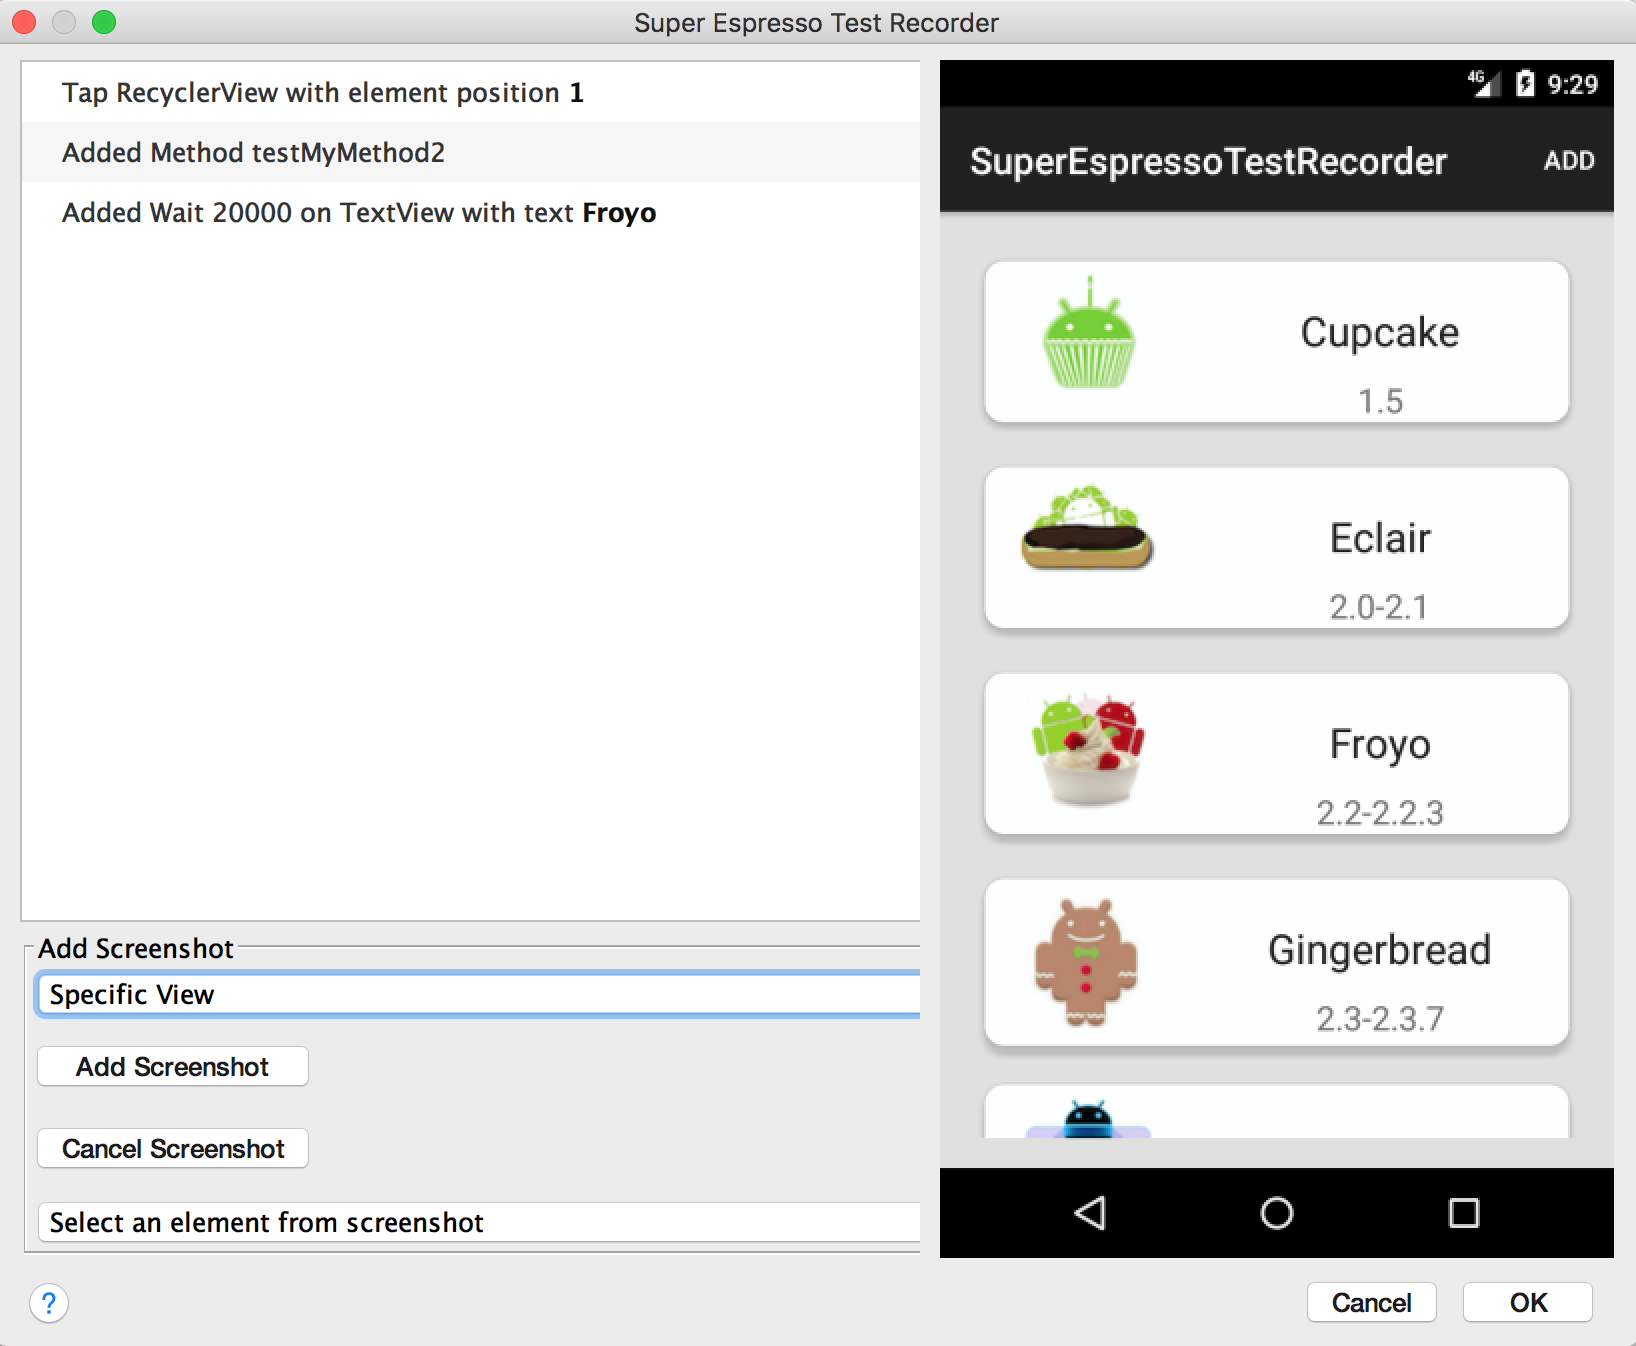 Super Espresso Test Recorder
Tap RecyclerView with element position 1
Added Method testMyMethod2
Added Wait 20000 on TextView with text Froyo
Add Screenshot
Specific View
Add Screenshot
Cancel Screenshot
Select an element from screenshot
?
4G 9:29
SuperEspressoTestRecorder ADD
Cupcake
1.5
Eclair
2.0-2.1
Froyo
2.2-2.2.3
Gingerbread
2.3-2.3.7
Cancel OK